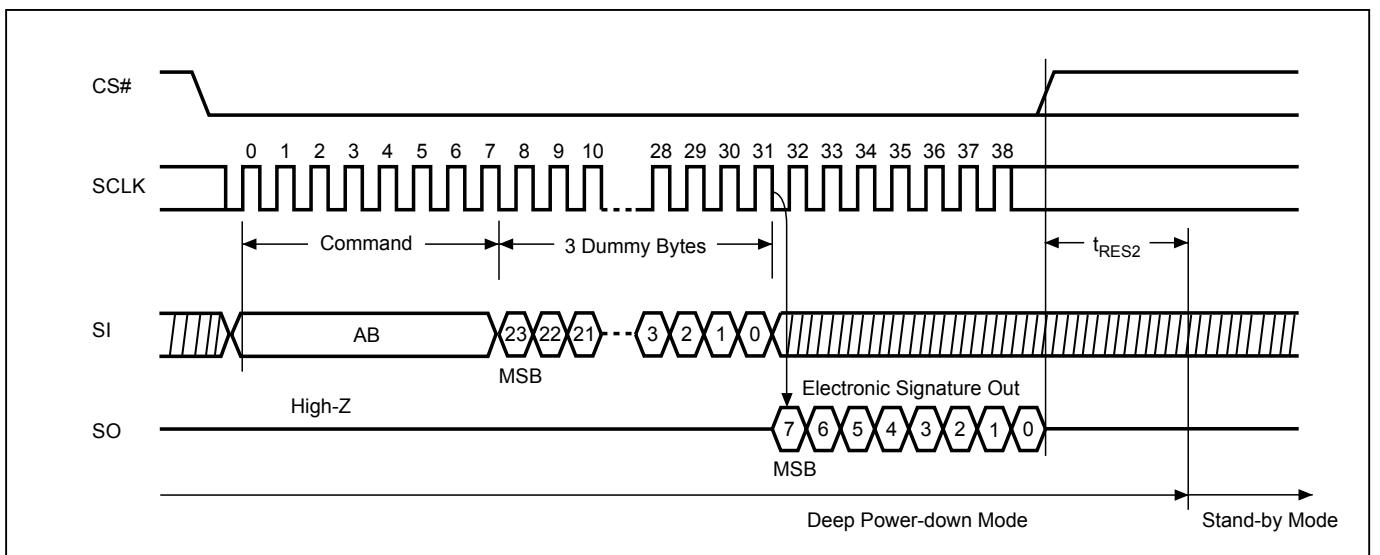 CS#
0 1 2 3 4 5 6 7 8 9 10 28 29 30 31 32 33 34 35 36 37 38
SCLK
Command 3 Dummy Bytes tRES2
SI AB 23 22 21 3 2 1 0
MSB
High-Z Electronic Signature Out
SO 7 6 5 4 3 2 1 0
MSB
Deep Power-down Mode Stand-by Mode